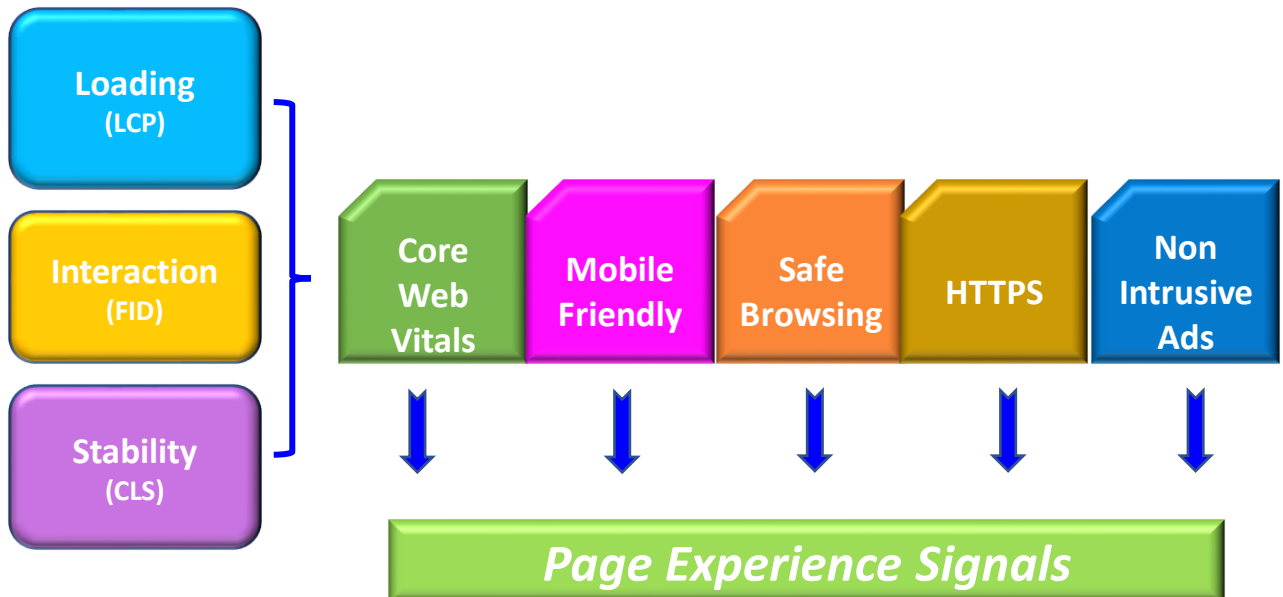 Loading
(LCP)
Interaction
(FID)
Stability
(CLS)
Core
Web
Vitals
Mobile
Friendly
Safe
Browsing
HTTPS
Non
Intrusive
Ads
Page Experience Signals